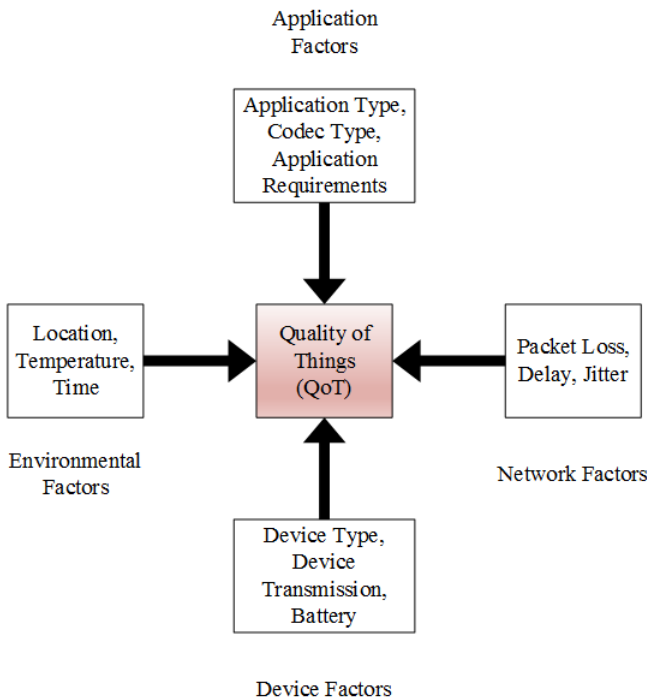 Application
Factors
Application Type,
Codec Type,
Application
Requirements
Location,
Temperature,
Time
Environmental
Factors
Quality of
Things
(QoT)
Packet Loss,
Delay, Jitter
Network Factors
Device Type,
Device
Transmission,
Battery
Device Factors